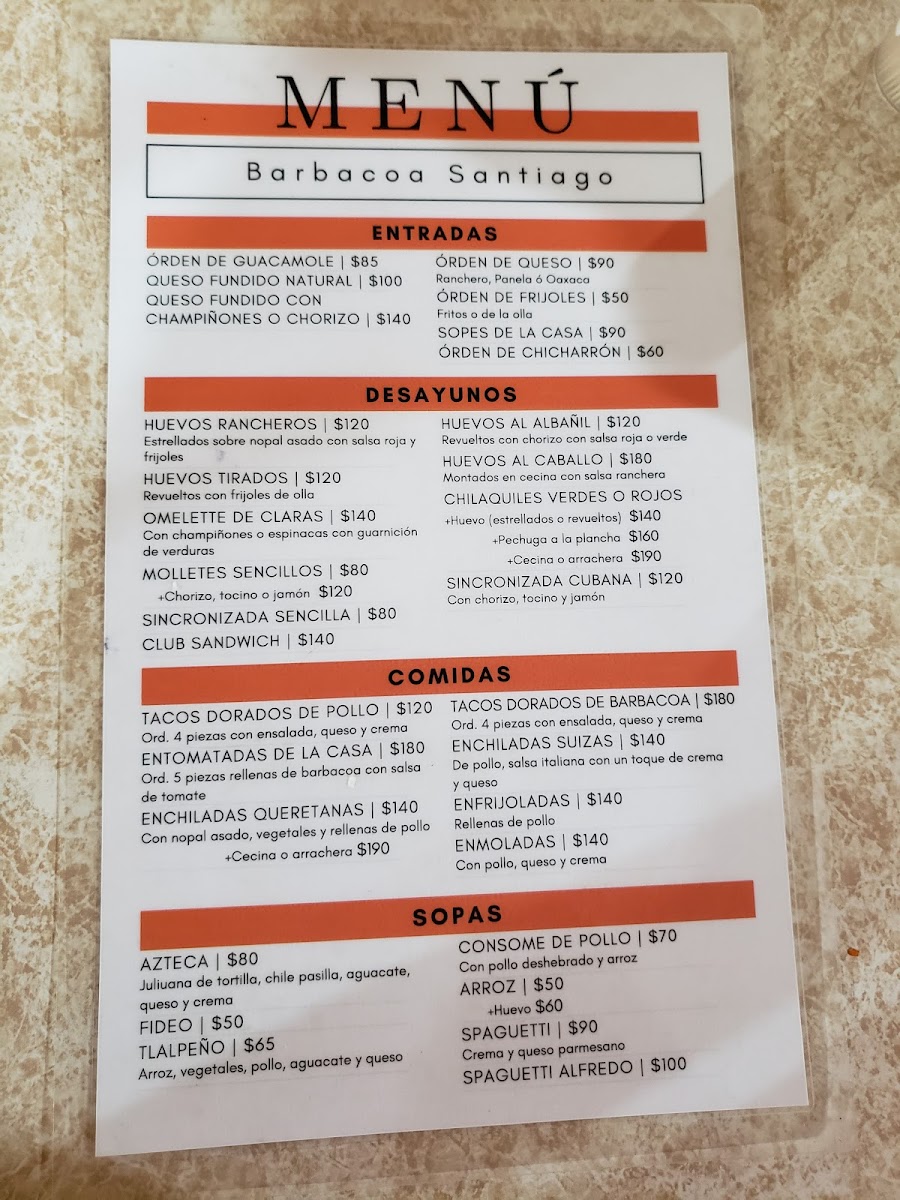 MENÚ
Barbacoa Santiago
ENTRADAS
ÓRDEN DE GUACAMOLE | $85
QUESO FUNDIDO NATURAL | $100
QUESO FUNDIDO CON
CHAMPIÑONES O CHORIZO | $140
ÓRDEN DE QUESO | $90
Ranchero, Panela ó Oaxaca
ÓRDEN DE FRIJOLES | $50
Fritos o de la olla
SOPES DE LA CASA | $90
ÓRDEN DE CHICHARRÓN | $60
DESAYUNOS
HUEVOS RANCHEROS | $120
Estrellados sobre nopal asado con salsa roja y
frijoles
HUEVOS TIRADOS | $120
Revueltos con frijoles de olla
OMELETTE DE CLARAS | $140
Con champiñones o espinacas con guarnición
de verduras
MOLLETES SENCILLOS | $80
+Chorizo, tocino o jamón $120
SINCRONIZADA SENCILLA | $80
CLUB SANDWICH | $140
HUEVOS AL ALBAÑIL | $120
Revueltos con chorizo con salsa roja o verde
HUEVOS AL CABALLO | $180
Montados en cecina con salsa ranchera
CHILAQUILES VERDES O ROJOS
+Huevo (estrellados o revueltos) $140
+Pechuga a la plancha $160
+Cecina o arrachera $190
SINCRONIZADA CUBANA | $120
Con chorizo, tocino y jamón
COMIDAS
TACOS DORADOS DE POLLO | $120
Ord. 4 piezas con ensalada, queso y crema
ENTOMATADAS DE LA CASA | $180
Ord. 5 piezas rellenas de barbacoa con salsa
de tomate
ENCHILADAS QUERETANAS | $140
Con nopal asado, vegetales y rellenas de pollo
+Cecina o arrachera $190
TACOS DORADOS DE BARBACOA | $180
Ord. 4 piezas con ensalada, queso y crema
ENCHILADAS SUIZAS | $140
De pollo, salsa italiana con un toque de crema
y queso
ENFRIJOLADAS | $140
Rellenas de pollo
ENMOLADAS | $140
Con pollo, queso y crema
SOPAS
AZTECA | $80
Juliuana de tortilla, chile pasilla, aguacate,
queso y crema
FIDEO | $50
TLALPEÑO | $65
Arroz, vegetales, pollo, aguacate y queso
CONSOME DE POLLO | $70
Con pollo deshebrado y arroz
ARROZ | $50
+Huevo $60
SPAGUETTI | $90
Crema y queso parmesano
SPAGUETTI ALFREDO | $100